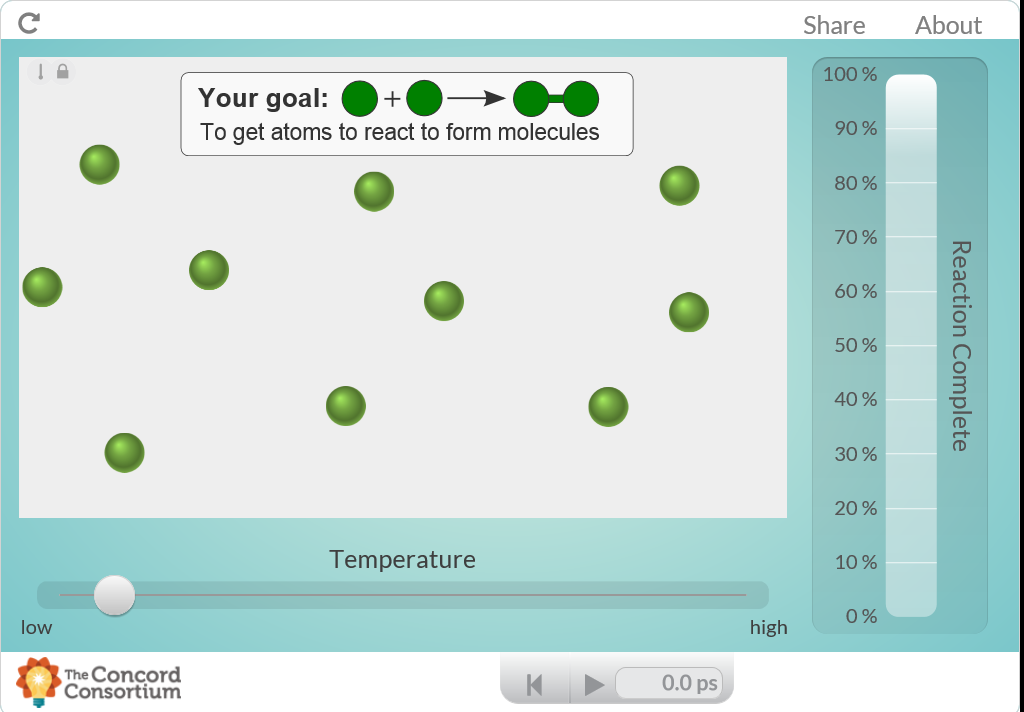 Share About
Your goal: +
To get atoms to react to form molecules
100 %
90 %
80 %
70 %
60 %
50 %
40 %
30 %
20 %
10 %
0 %
Reaction Complete
Temperature
low high
The Concord
Consortium
0.0 ps